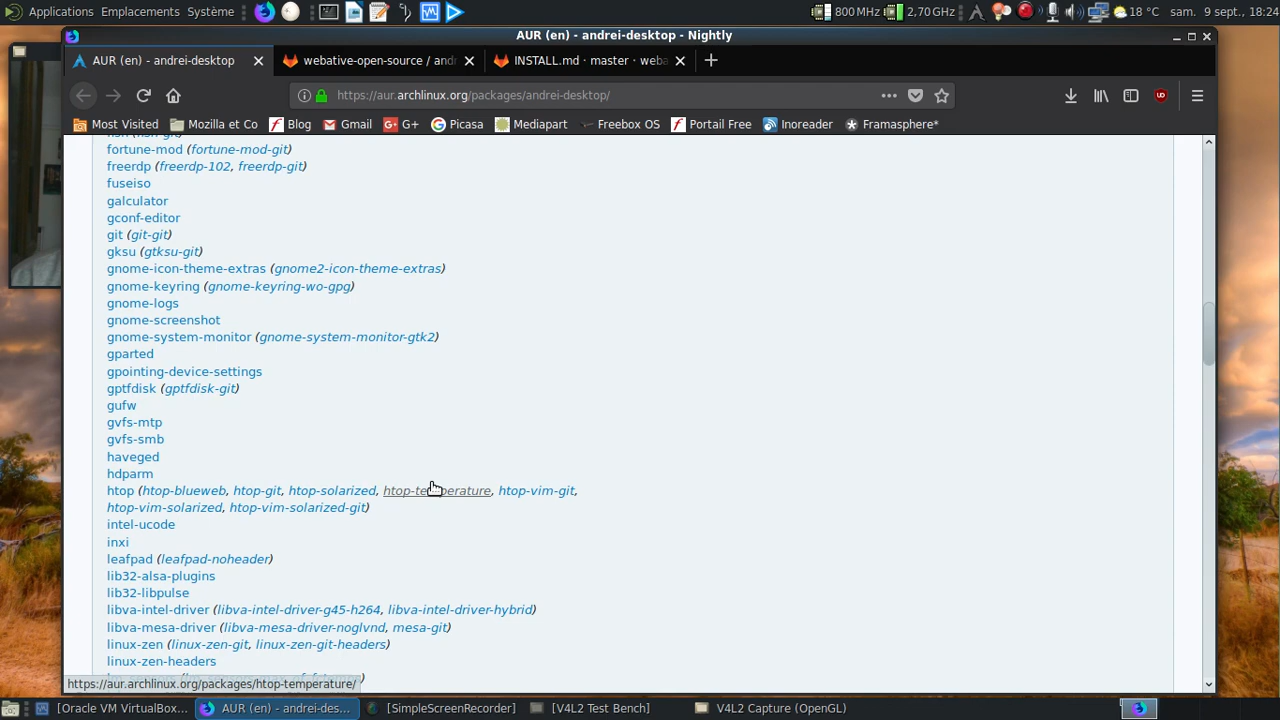 Applications Emplacements Système
800 MHz 2,70 GHz 18 °C sam. 9 sept., 18:24
AUR (en) - andrei-desktop - Nightly
AUR (en) - andrei-desktop
webative-open-source / andr
INSTALL.md · master · weba
https://aur.archlinux.org/packages/andrei-desktop/
Most Visited Mozilla et Co Blog Gmail G+ Picasa Mediapart Freebox OS Portail Free Inoreader Framasphere*
fortune-mod (fortune-mod-git)
freerdp (freerdp-102, freerdp-git)
fuseiso
galculator
gconf-editor
git (git-git)
gksu (gtksu-git)
gnome-icon-theme-extras (gnome2-icon-theme-extras)
gnome-keyring (gnome-keyring-wo-gpg)
gnome-logs
gnome-screenshot
gnome-system-monitor (gnome-system-monitor-gtk2)
gparted
gpointing-device-settings
gptfdisk (gptfdisk-git)
gufw
gvfs-mtp
gvfs-smb
haveged
hdparm
htop (htop-blueweb, htop-git, htop-solarized, htop-temperature, htop-vim-git,
htop-vim-solarized, htop-vim-solarized-git)
intel-ucode
inxi
leafpad (leafpad-noheader)
lib32-alsa-plugins
lib32-libpulse
libva-intel-driver (libva-intel-driver-g45-h264, libva-intel-driver-hybrid)
libva-mesa-driver (libva-mesa-driver-noglvnd, mesa-git)
linux-zen (linux-zen-git, linux-zen-git-headers)
linux-zen-headers
https://aur.archlinux.org/packages/htop-temperature/
[Oracle VM VirtualBox... AUR (en) - andrei-des... [SimpleScreenRecorder] [V4L2 Test Bench] V4L2 Capture (OpenGL)